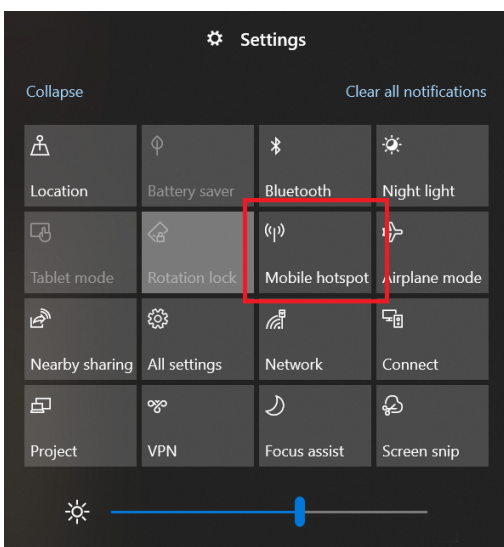 Settings
Collapse Clear all notifications
Location Battery saver Bluetooth Night light
Tablet mode Rotation lock Mobile hotspot Airplane mode
Nearby sharing All settings Network Connect
Project VPN Focus assist Screen snip